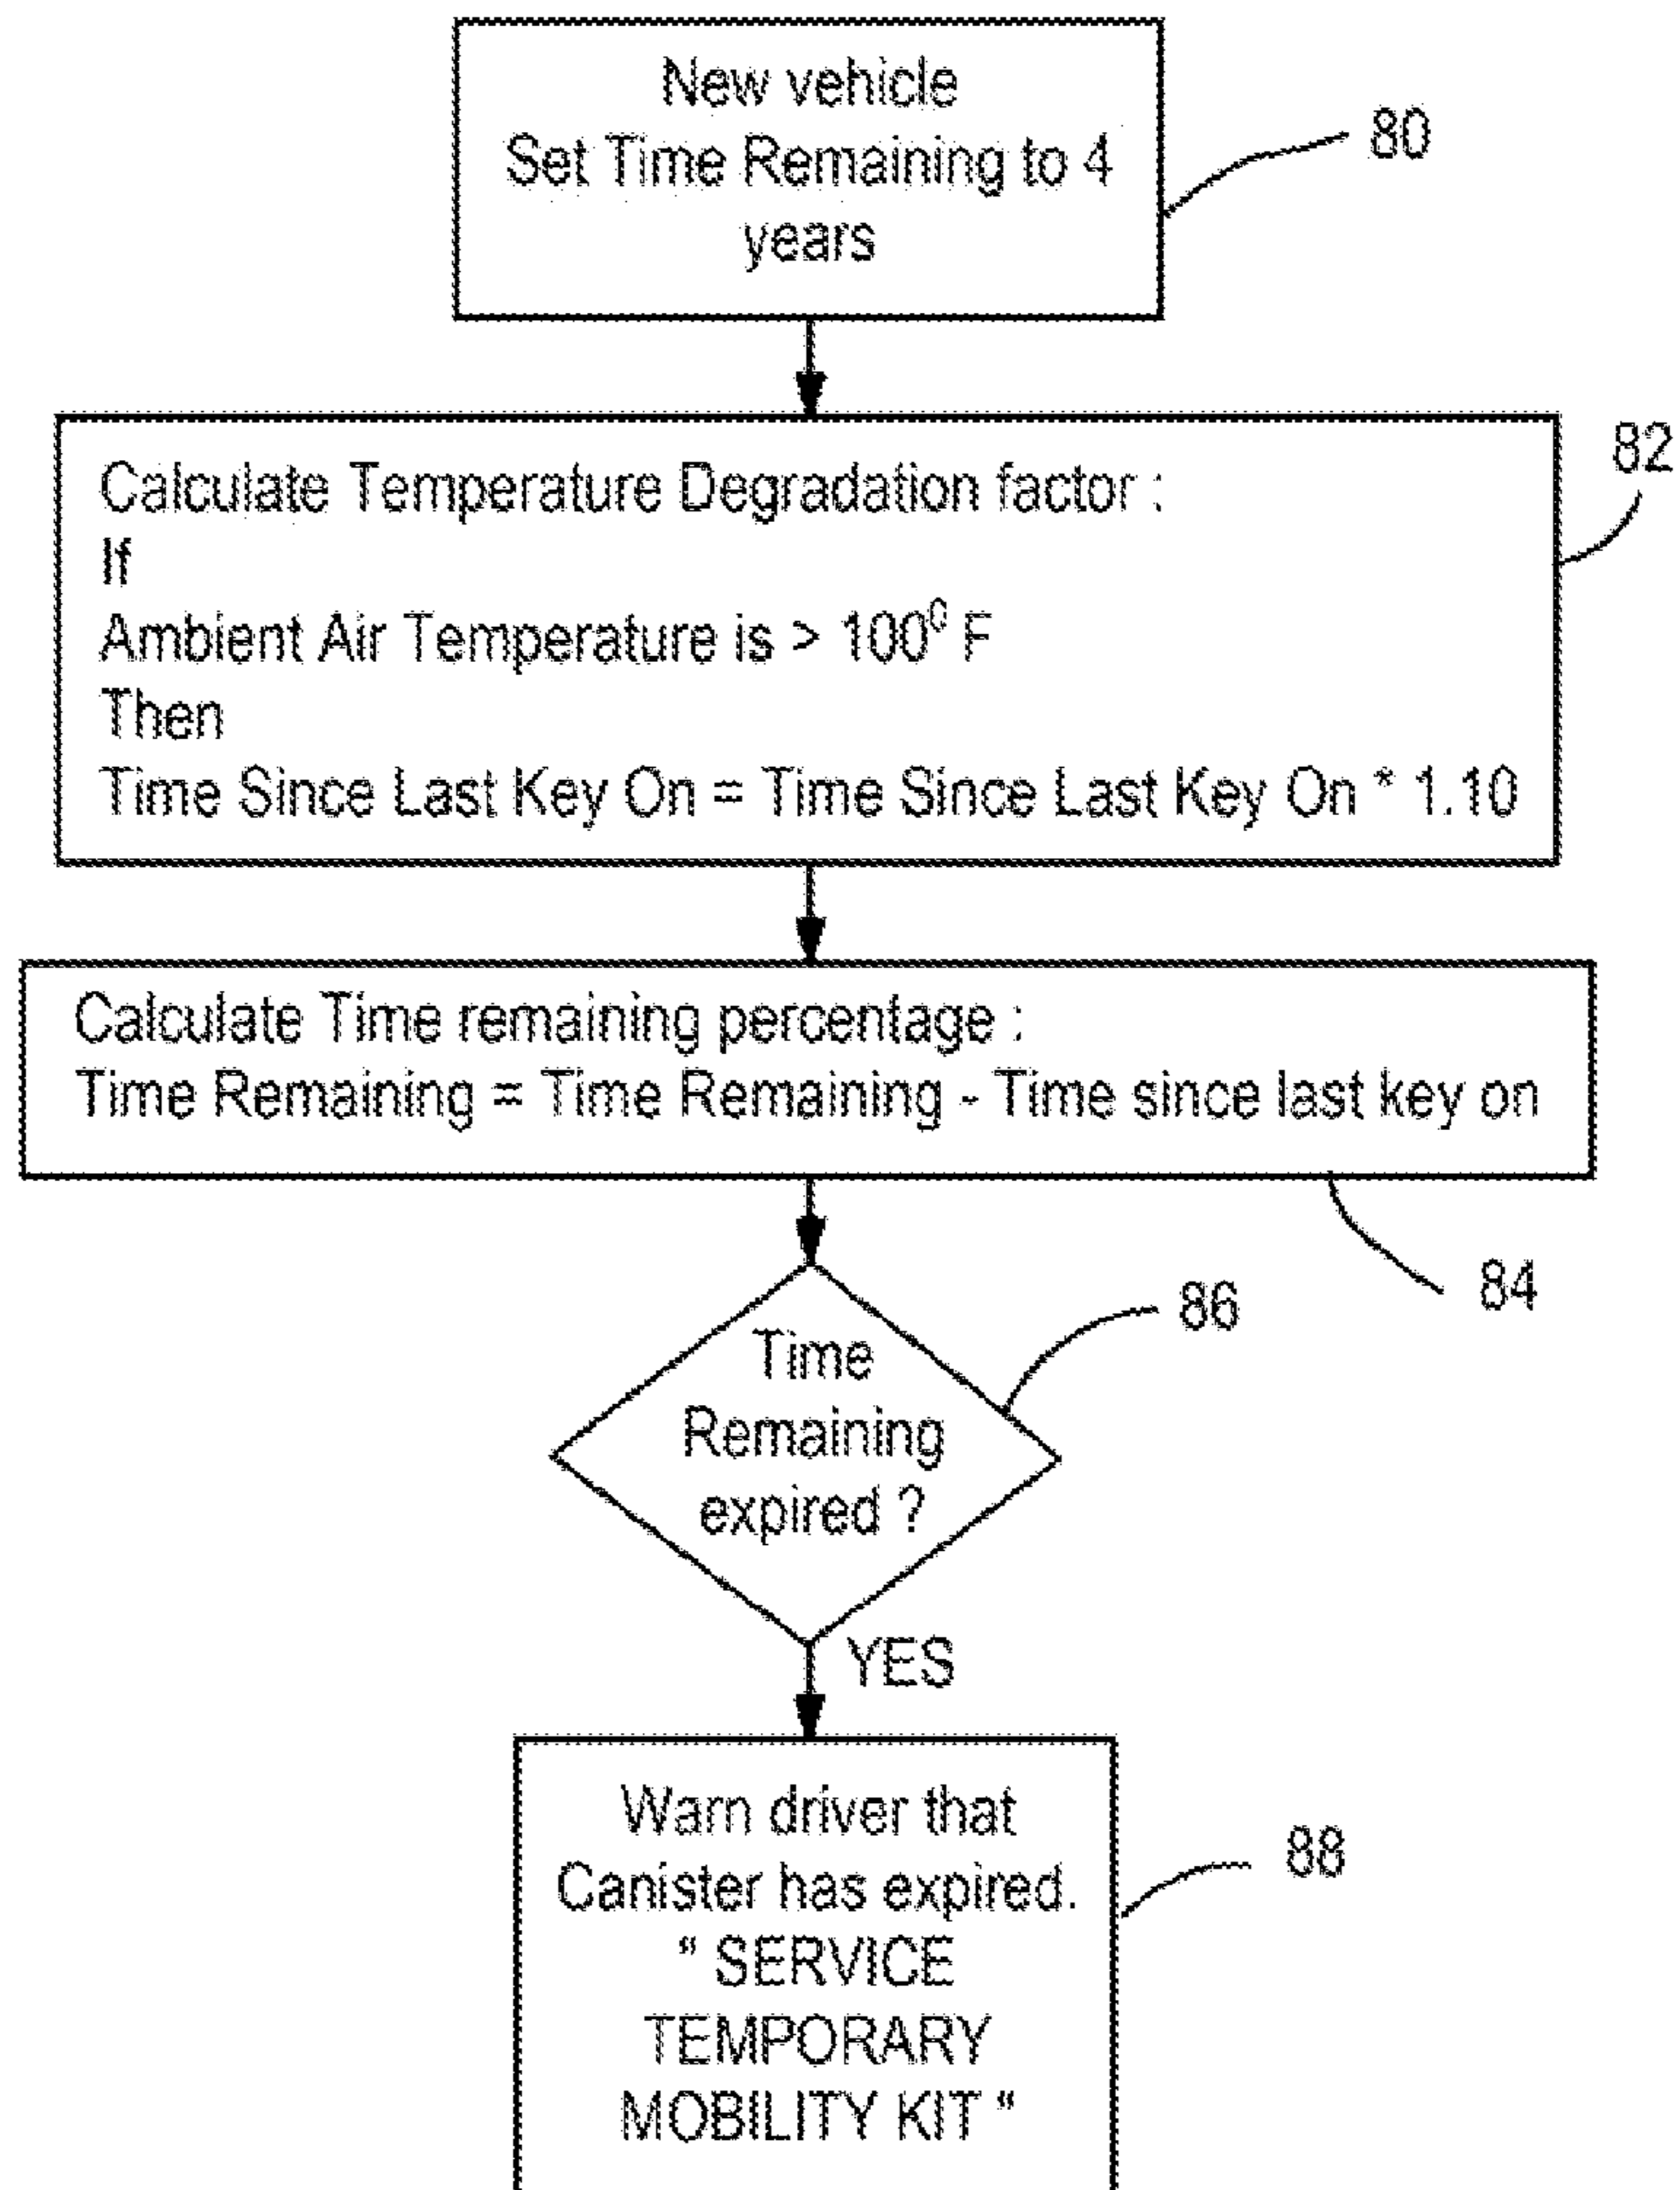 New vehicle
Set Time Remaining to 4
years
80
Calculate Temperature Degradation factor :
If
Ambient Air Temperature is > 100⁰ F
Then
Time Since Last Key On = Time Since Last Key On * 1.10
82
Calculate Time remaining percentage :
Time Remaining = Time Remaining - Time since last key on
84
Time
Remaining
expired ?
86
YES
Warn driver that
Canister has expired.
“ SERVICE
TEMPORARY
MOBILITY KIT “
88